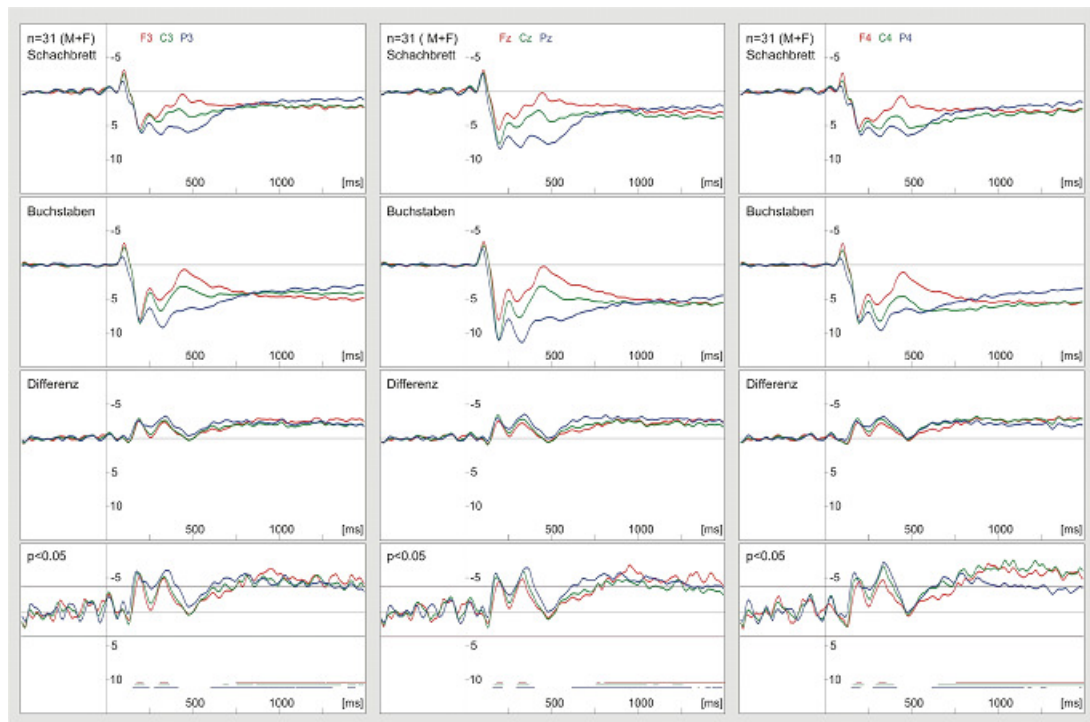 n=31 (M+F) F3 C3 P3
Schachbrett
-5
5
10
500 1000 [ms]
n=31 ( M+F) Fz Cz Pz
Schachbrett
-5
5
10
500 1000 [ms]
n=31 (M+F) F4 C4 P4
Schachbrett
-5
5
10
500 1000 [ms]
Buchstaben
-5
5
10
500 1000 [ms]
Buchstaben
-5
5
10
500 1000 [ms]
Buchstaben
-5
5
10
500 1000 [ms]
Differenz
-5
5
10
500 1000 [ms]
Differenz
-5
5
10
500 1000 [ms]
Differenz
-5
5
10
500 1000 [ms]
p<0.05
-5
5
10
500 1000 [ms]
p<0.05
-5
5
10
500 1000 [ms]
p<0.05
-5
5
10
500 1000 [ms]